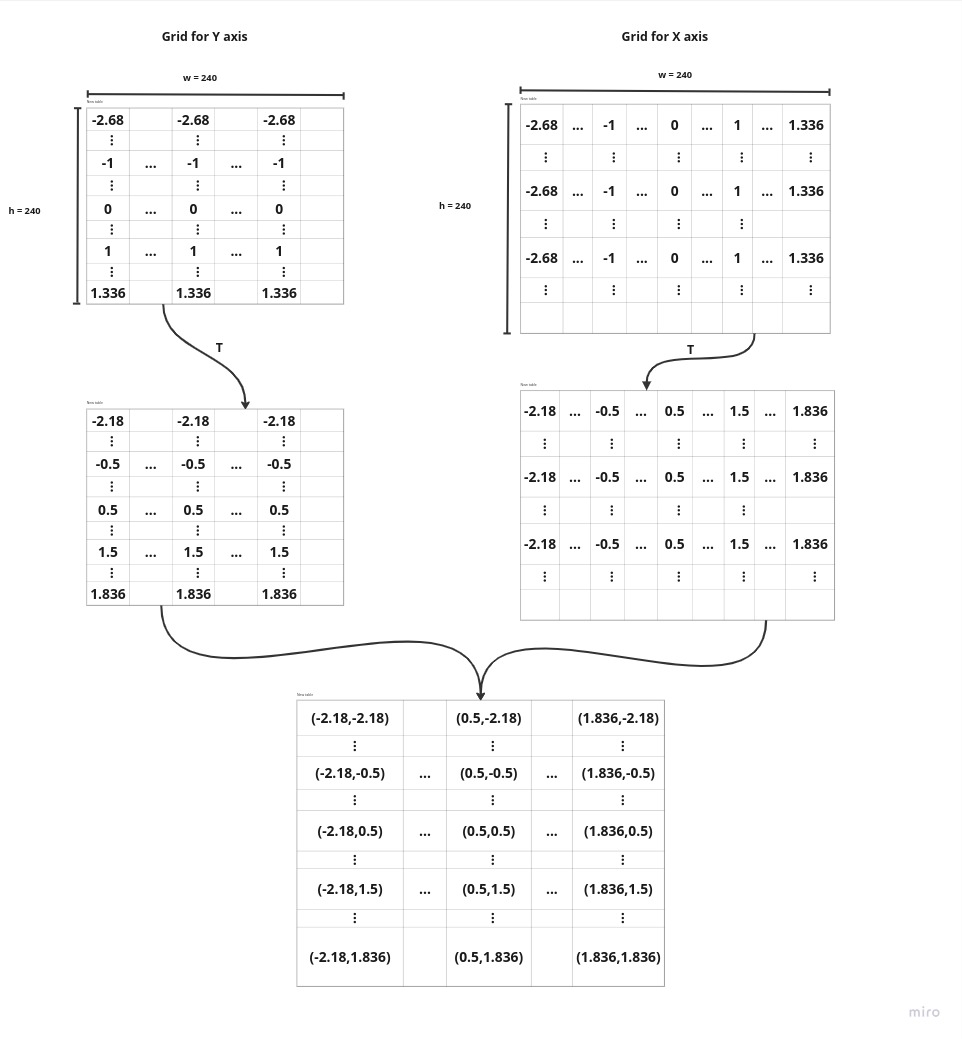 Grid for Y axis
Grid for X axis
w = 240
w = 240
New table
New table
h = 240
h = 240
-2.68 -2.68 -2.68
⋮ ⋮ ⋮
-1 ... -1 ... -1
⋮ ⋮ ⋮
0 ... 0 ... 0
⋮ ⋮ ⋮
1 ... 1 ... 1
⋮ ⋮ ⋮
1.336 1.336 1.336
-2.68 ... -1 ... 0 ... 1 ... 1.336
⋮ ⋮ ⋮ ⋮ ⋮
-2.68 ... -1 ... 0 ... 1 ... 1.336
⋮ ⋮ ⋮ ⋮
-2.68 ... -1 ... 0 ... 1 ... 1.336
⋮ ⋮ ⋮ ⋮ ⋮
T
T
New table
New table
-2.18 -2.18 -2.18
⋮ ⋮ ⋮
-0.5 ... -0.5 ... -0.5
⋮ ⋮ ⋮
0.5 ... 0.5 ... 0.5
⋮ ⋮ ⋮
1.5 ... 1.5 ... 1.5
⋮ ⋮ ⋮
1.836 1.836 1.836
-2.18 ... -0.5 ... 0.5 ... 1.5 ... 1.836
⋮ ⋮ ⋮ ⋮ ⋮
-2.18 ... -0.5 ... 0.5 ... 1.5 ... 1.836
⋮ ⋮ ⋮ ⋮
-2.18 ... -0.5 ... 0.5 ... 1.5 ... 1.836
⋮ ⋮ ⋮ ⋮ ⋮
New table
(-2.18,-2.18) (0.5,-2.18) (1.836,-2.18)
⋮ ⋮ ⋮
(-2.18,-0.5) ... (0.5,-0.5) ... (1.836,-0.5)
⋮ ⋮ ⋮
(-2.18,0.5) ... (0.5,0.5) ... (1.836,0.5)
⋮ ⋮ ⋮
(-2.18,1.5) ... (0.5,1.5) ... (1.836,1.5)
⋮ ⋮ ⋮
(-2.18,1.836) (0.5,1.836) (1.836,1.836)
miro